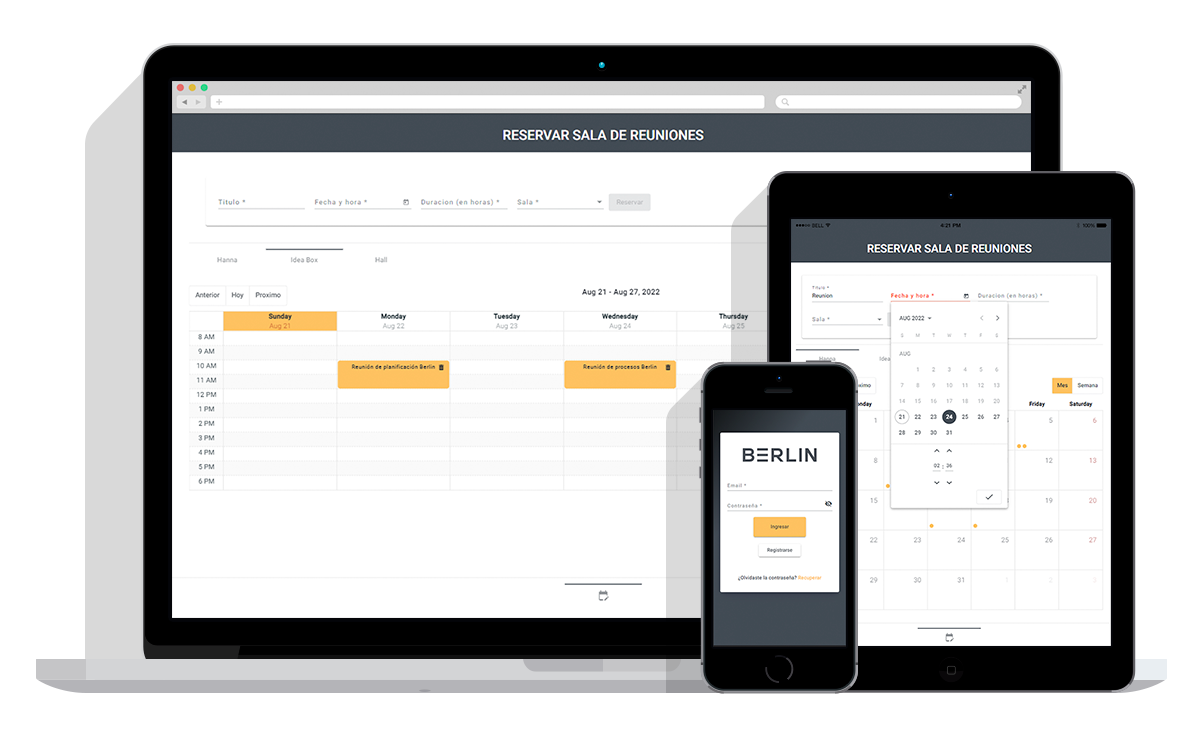 RESERVAR SALA DE REUNIONES
Titulo *
Fecha y hora *
Duracion (en horas) *
Sala *
Reservar
Hanna
Idea Box
Hall
Anterior
Hoy
Proximo
Aug 21 - Aug 27, 2022
Sunday
Aug 21
Monday
Aug 22
Tuesday
Aug 23
Wednesday
Aug 24
Thursday
Aug 25
8 AM
9 AM
10 AM
11 AM
12 PM
1 PM
2 PM
3 PM
4 PM
5 PM
6 PM
Reunión de planificación Berlin
Reunión de procesos Berlin
BELL
4:21 PM
100%
RESERVAR SALA DE REUNIONES
Titulo *
Reunion
Fecha y hora *
Duracion (en horas) *
Sala *
AUG 2022
S M T W T F S
AUG
1 2 3 4 5 6
7 8 9 10 11 12 13
14 15 16 17 18 19 20
21 22 23 24 25 26 27
28 29 30 31
02 : 36
Hanna
Idea
ximo
Mes
Semana
onday
Friday
Saturday
1 5 6
8 12 13
15 19 20
22 23 24 25 26 27
29 30 31 1 2 3
BERLIN
Email *
Contraseña *
Ingresar
Registrarse
¿Olvidaste la contraseña? Recuperar